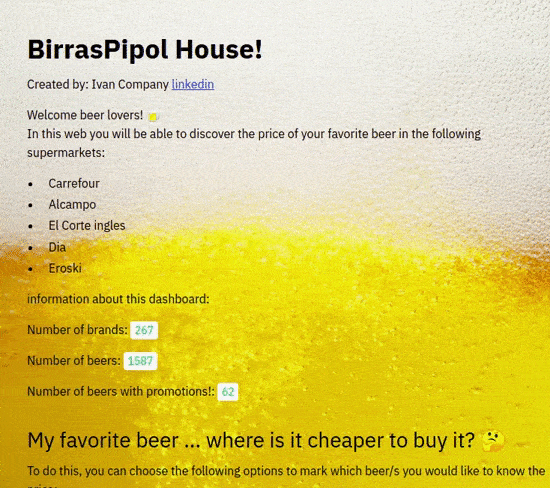 BirrasPipol House!
Created by: Ivan Company linkedin
Welcome beer lovers!
In this web you will be able to discover the price of your favorite beer in the following
supermarkets:
Carrefour
Alcampo
El Corte ingles
Dia
Eroski
information about this dashboard:
Number of brands: 267
Number of beers: 1587
Number of beers with promotions!: 62
My favorite beer ... where is it cheaper to buy it? 🤔
To do this, you can choose the following options to mark which beer/s you would like to know the